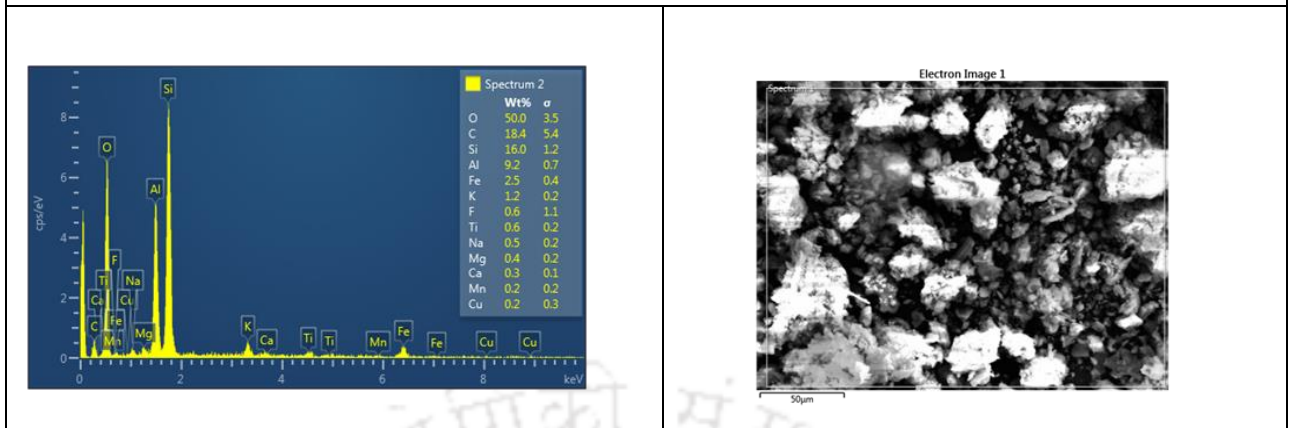 Spectrum 2
Wt% σ
O 50.0 3.5
C 18.4 5.4
Si 16.0 1.2
Al 9.2 0.7
Fe 2.5 0.4
K 1.2 0.2
F 0.6 1.1
Ti 0.6 0.2
Na 0.5 0.2
Mg 0.4 0.2
Ca 0.3 0.1
Mn 0.2 0.2
Cu 0.2 0.3
cps/eV
8
6
4
2
0
Si
O
Al
F
Na
Ca
Cu
Fe
C
Mn
Mg
K
Ca
Ti
Ti
Mn
Fe
Fe
Cu
Cu
0 2 4 6 8 keV
Electron Image 1
Spectrum
50μm